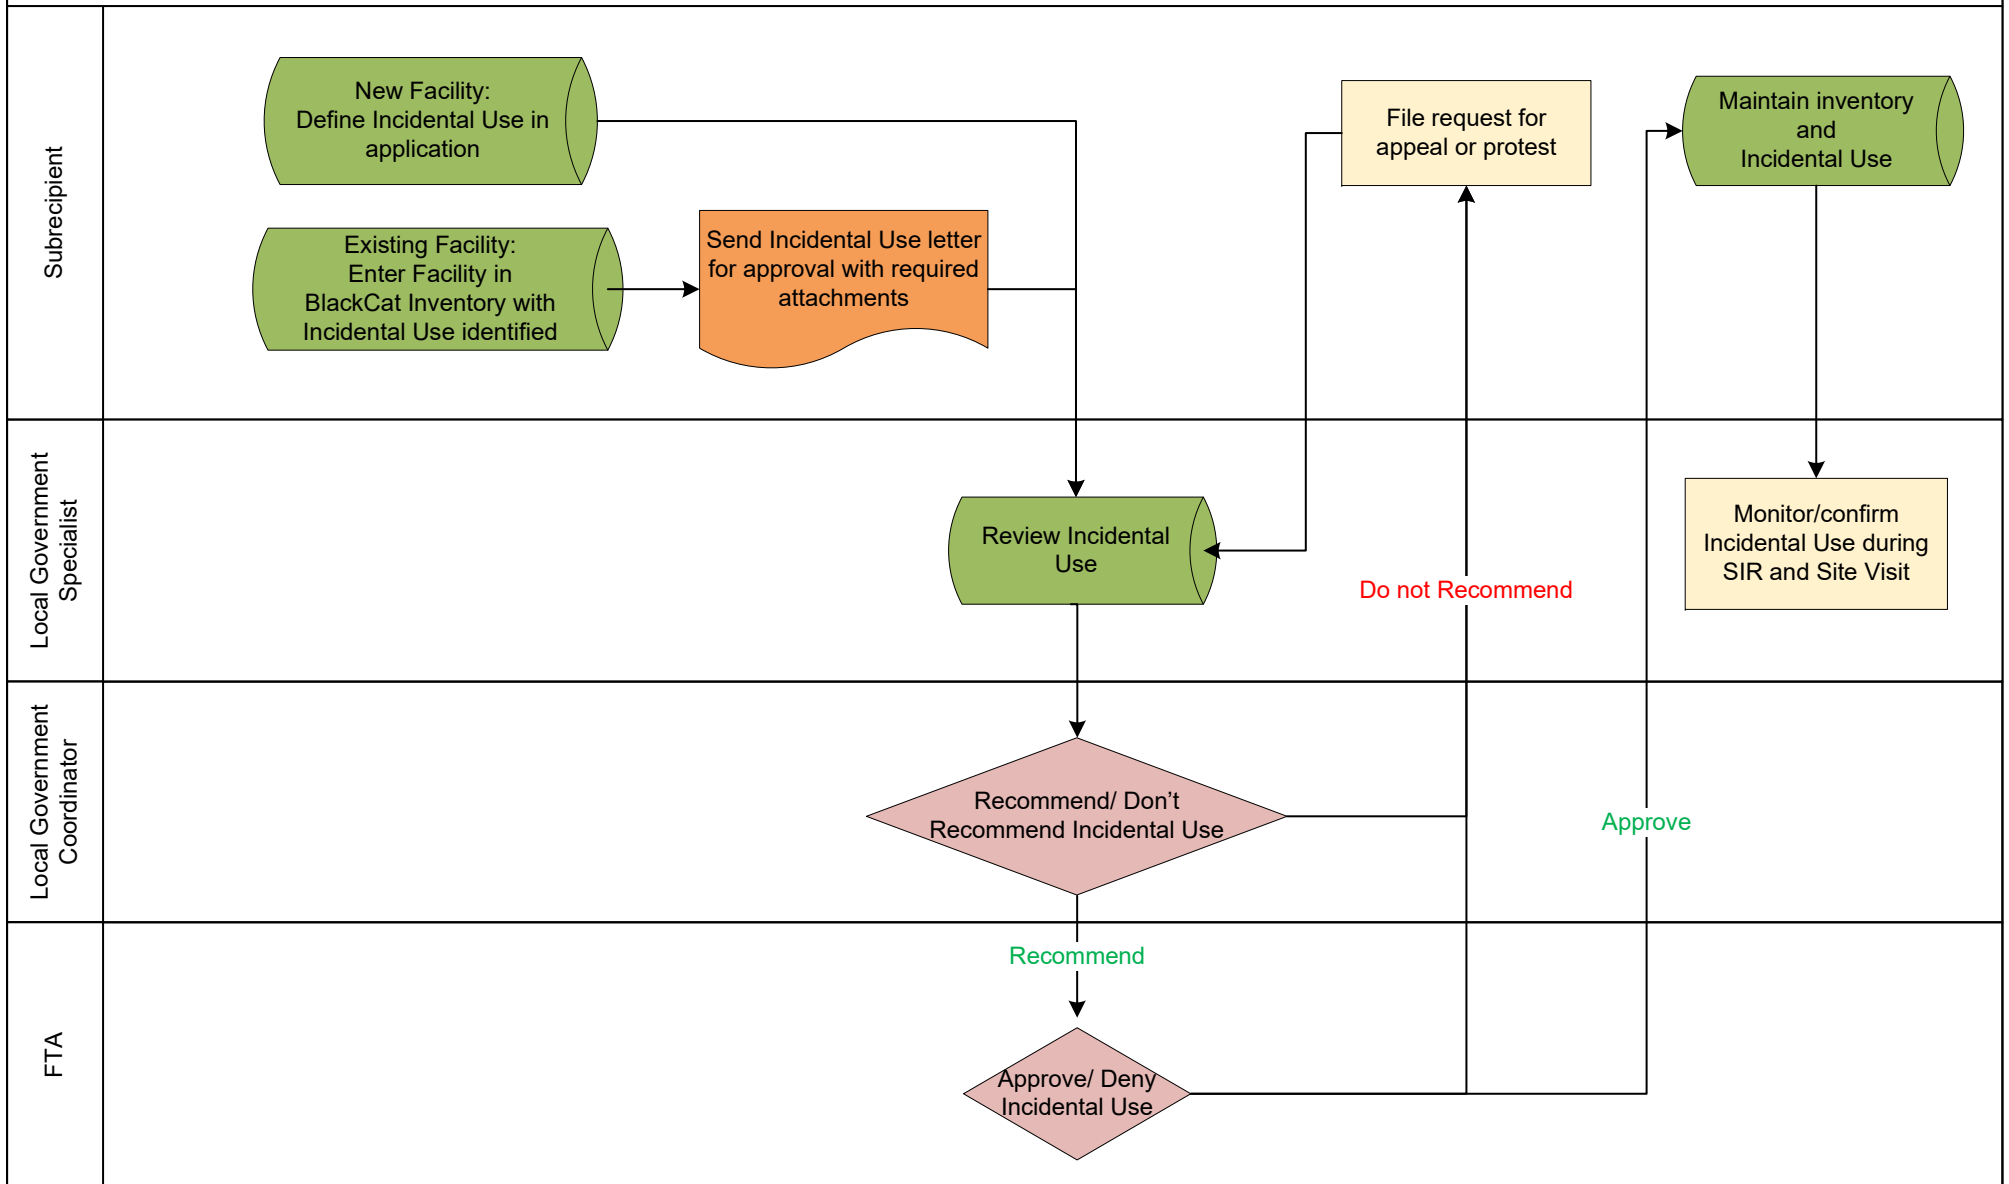 Subrecipient
New Facility:
Define Incidental Use in
application
Existing Facility:
Enter Facility in
BlackCat Inventory with
Incidental Use identified
Send Incidental Use letter
for approval with required
attachments
File request for
appeal or protest
Maintain inventory
and
Incidental Use
Local Government
Specialist
Review Incidental
Use
Do not Recommend
Monitor/confirm
Incidental Use during
SIR and Site Visit
Local Government
Coordinator
Recommend/ Don’t
Recommend Incidental Use
Approve
FTA
Recommend
Approve/ Deny
Incidental Use